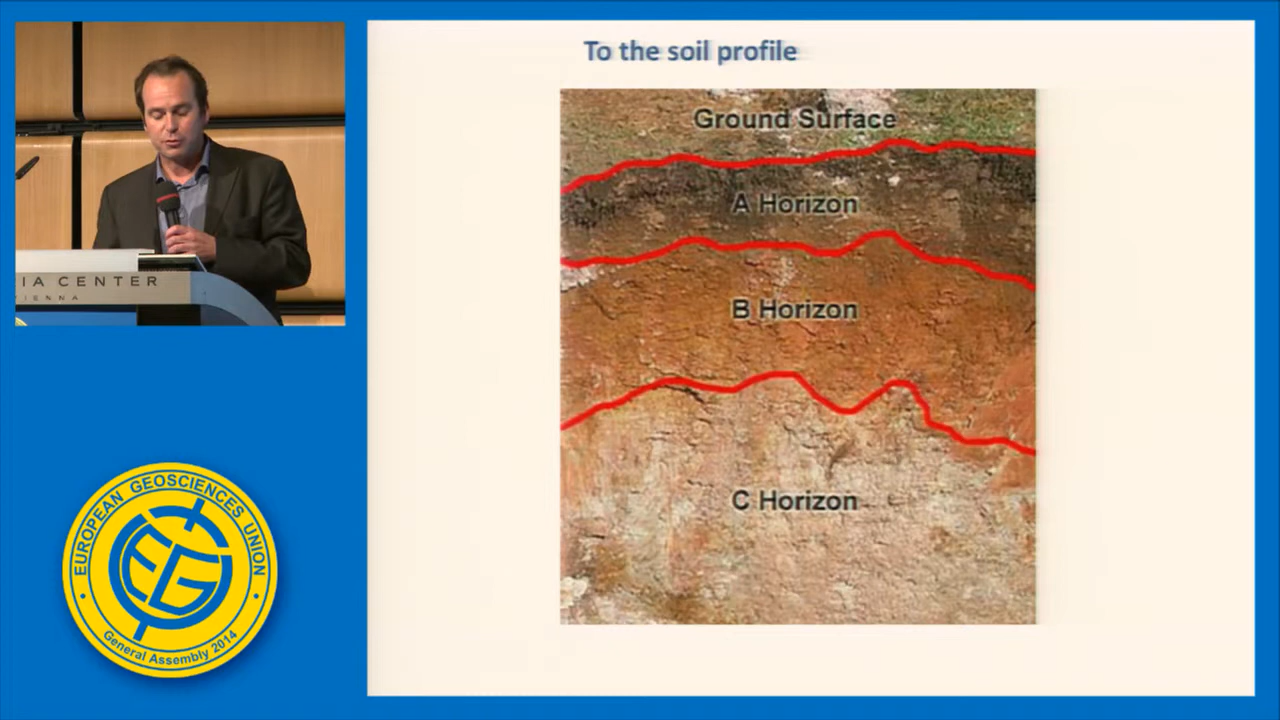 To the soil profile
Ground Surface
A Horizon
B Horizon
C Horizon
IA CENTER
IENNA
EUROPEAN GEOSCIENCES UNION
EGU
General Assembly 2014